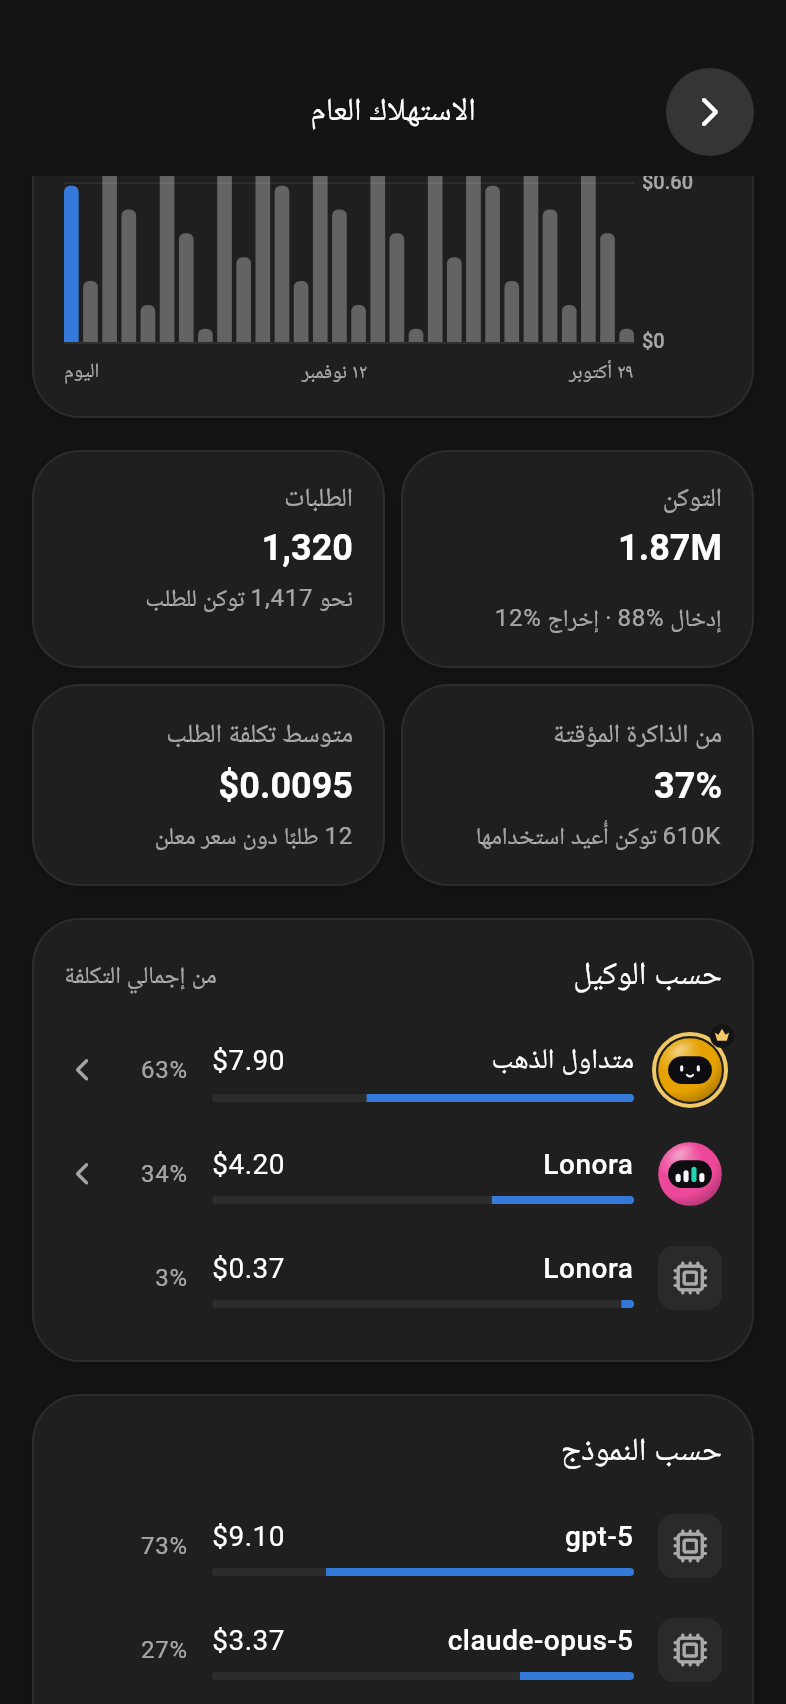 الاستهلاك العام
$0.60
$0
٢٩ أكتوبر
١٢ نوفمبر
اليوم
التوكن
1.87M
إدخال 88% · إخراج 12%
الطلبات
1,320
نحو 1,417 توكن للطلب
من الذاكرة المؤقتة
37%
610K توكن أُعيد استخدامها
متوسط تكلفة الطلب
$0.0095
12 طلبًا دون سعر معلن
حسب الوكيل
من إجمالي التكلفة
متداول الذهب
$7.90
63%
Lonora
$4.20
34%
Lonora
$0.37
3%
حسب النموذج
gpt-5
$9.10
73%
claude-opus-5
$3.37
27%